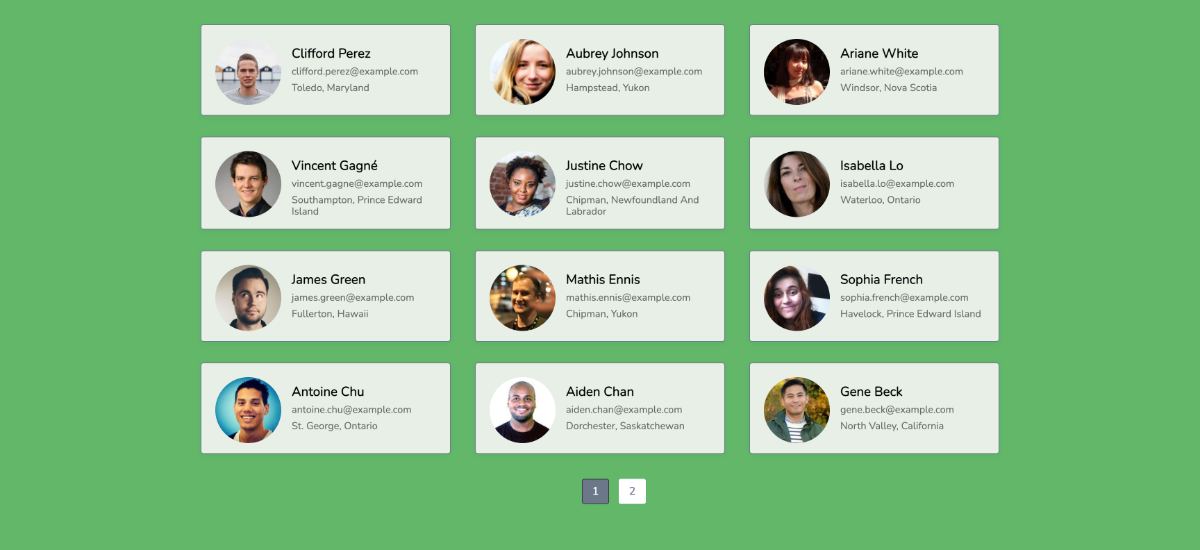 Clifford Perez
clifford.perez@example.com
Toledo, Maryland
Aubrey Johnson
aubrey.johnson@example.com
Hampstead, Yukon
Ariane White
ariane.white@example.com
Windsor, Nova Scotia
Vincent Gagné
vincent.gagne@example.com
Southampton, Prince Edward
Island
Justine Chow
justine.chow@example.com
Chipman, Newfoundland And
Labrador
Isabella Lo
isabella.lo@example.com
Waterloo, Ontario
James Green
james.green@example.com
Fullerton, Hawaii
Mathis Ennis
mathis.ennis@example.com
Chipman, Yukon
Sophia French
sophia.french@example.com
Havelock, Prince Edward Island
Antoine Chu
antoine.chu@example.com
St. George, Ontario
Aiden Chan
aiden.chan@example.com
Dorchester, Saskatchewan
Gene Beck
gene.beck@example.com
North Valley, California
1
2